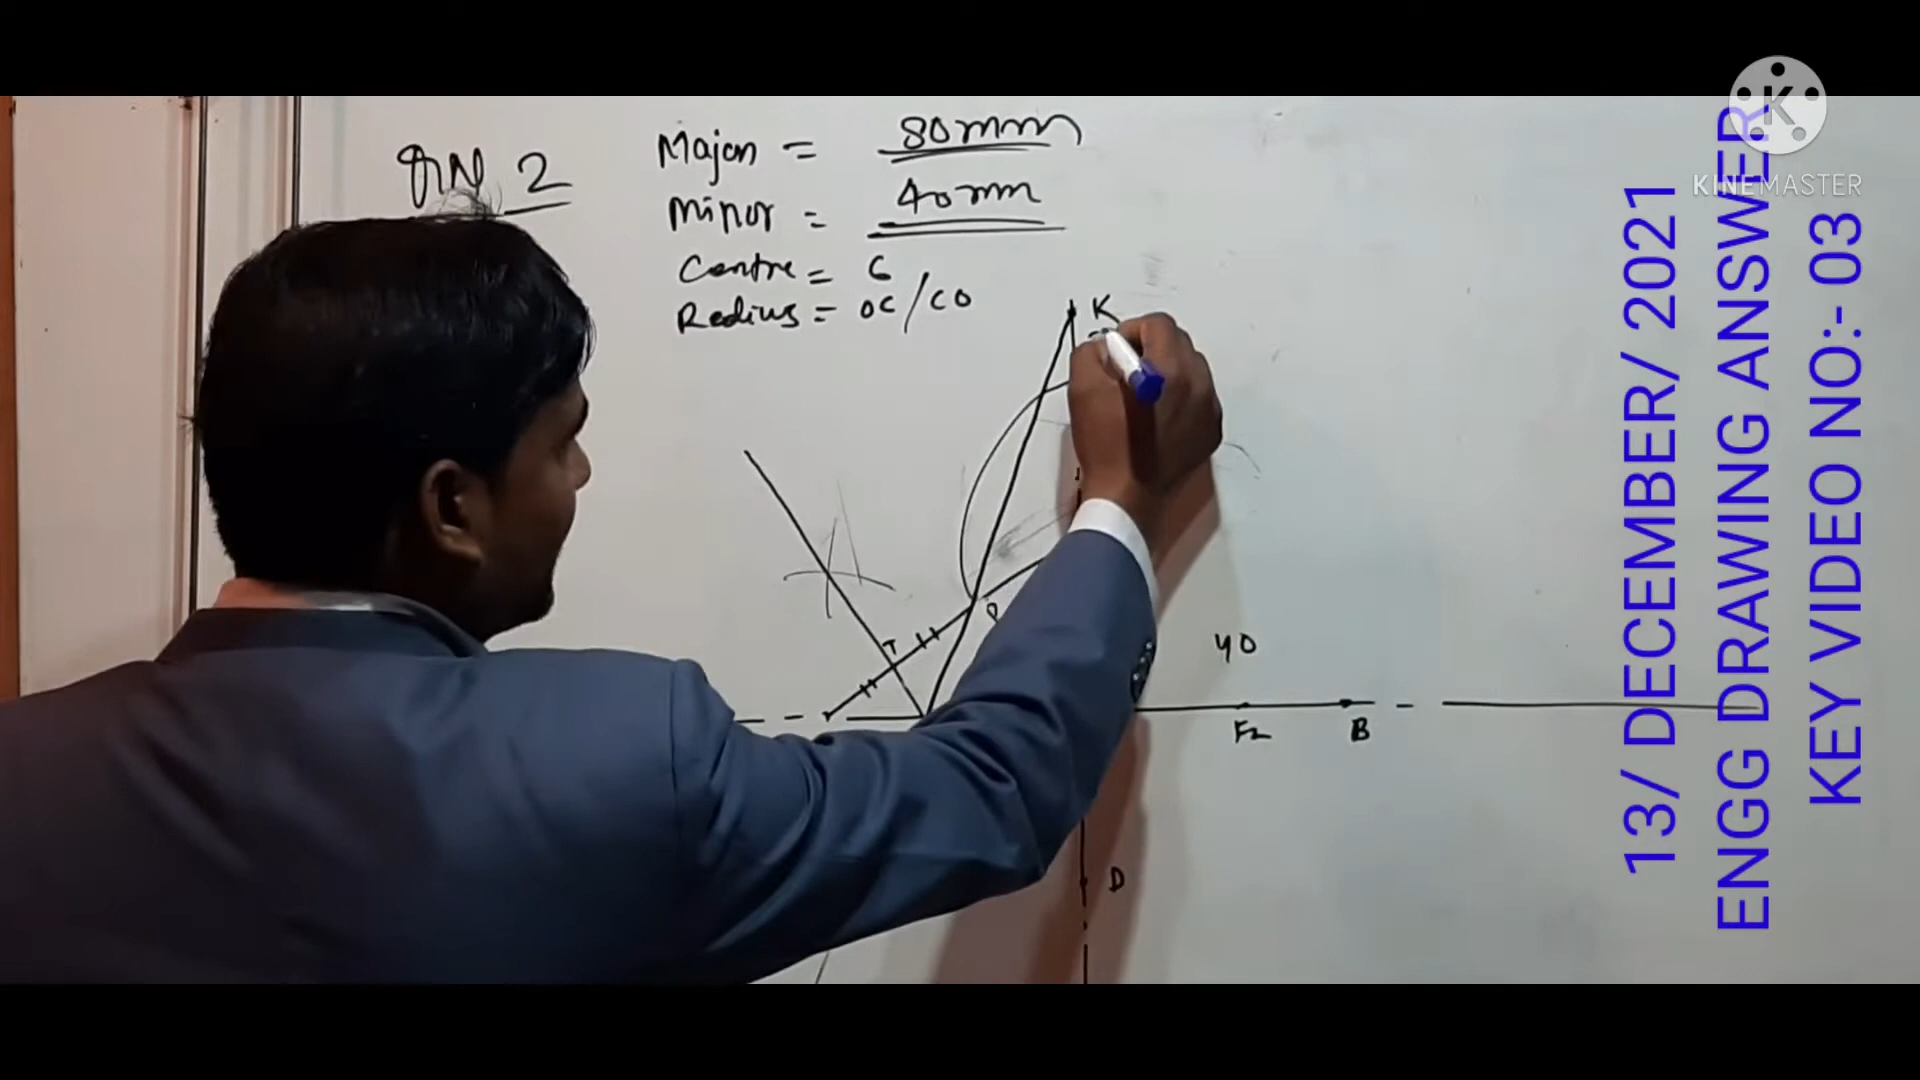 QN 2
Major = 80mm
Minor = 40mm
Centre = C
Radius = OC/CO
K
T
P
40
F2
B
D
13/ DECEMBER/ 2021
ENGG DRAWING ANSWER
KEY VIDEO NO:- 03
K
KINEMASTER